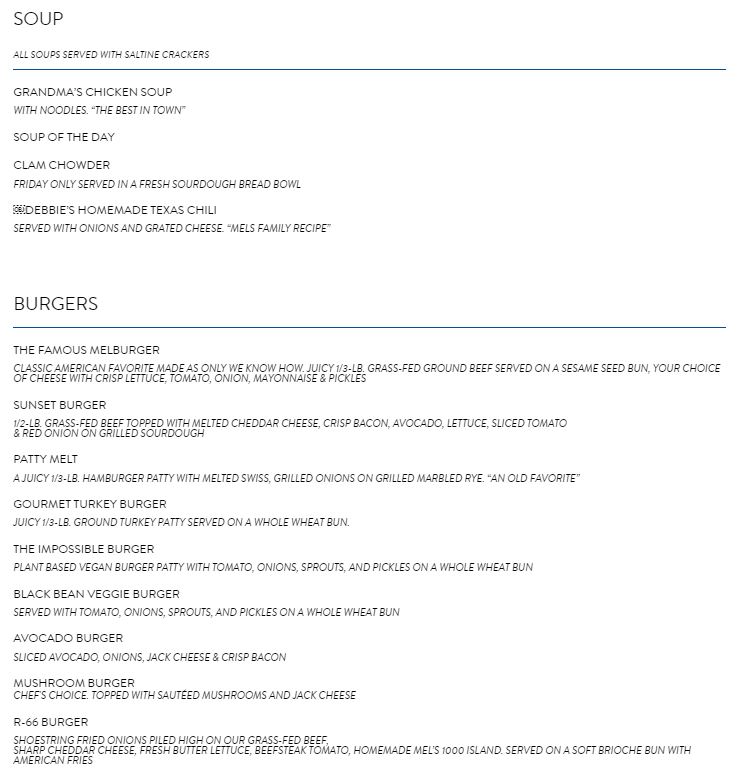 SOUP
ALL SOUPS SERVED WITH SALTINE CRACKERS
GRANDMA'S CHICKEN SOUP
WITH NOODLES. “THE BEST IN TOWN”
SOUP OF THE DAY
CLAM CHOWDER
FRIDAY ONLY SERVED IN A FRESH SOURDOUGH BREAD BOWL
￼DEBBIE'S HOMEMADE TEXAS CHILI
SERVED WITH ONIONS AND GRATED CHEESE. “MELS FAMILY RECIPE”
BURGERS
THE FAMOUS MELBURGER
CLASSIC AMERICAN FAVORITE MADE AS ONLY WE KNOW HOW. JUICY 1/3-LB. GRASS-FED GROUND BEEF SERVED ON A SESAME SEED BUN, YOUR CHOICE
OF CHEESE WITH CRISP LETTUCE, TOMATO, ONION, MAYONNAISE & PICKLES
SUNSET BURGER
1/2-LB. GRASS-FED BEEF TOPPED WITH MELTED CHEDDAR CHEESE, CRISP BACON, AVOCADO, LETTUCE, SLICED TOMATO
& RED ONION ON GRILLED SOURDOUGH
PATTY MELT
A JUICY 1/3-LB. HAMBURGER PATTY WITH MELTED SWISS, GRILLED ONIONS ON GRILLED MARBLED RYE. “AN OLD FAVORITE”
GOURMET TURKEY BURGER
JUICY 1/3-LB. GROUND TURKEY PATTY SERVED ON A WHOLE WHEAT BUN.
THE IMPOSSIBLE BURGER
PLANT BASED VEGAN BURGER PATTY WITH TOMATO, ONIONS, SPROUTS, AND PICKLES ON A WHOLE WHEAT BUN
BLACK BEAN VEGGIE BURGER
SERVED WITH TOMATO, ONIONS, SPROUTS, AND PICKLES ON A WHOLE WHEAT BUN
AVOCADO BURGER
SLICED AVOCADO, ONIONS, JACK CHEESE & CRISP BACON
MUSHROOM BURGER
CHEF'S CHOICE. TOPPED WITH SAUTÉED MUSHROOMS AND JACK CHEESE
R-66 BURGER
SHOESTRING FRIED ONIONS PILED HIGH ON OUR GRASS-FED BEEF,
SHARP CHEDDAR CHEESE, FRESH BUTTER LETTUCE, BEEFSTEAK TOMATO, HOMEMADE MEL'S 1000 ISLAND. SERVED ON A SOFT BRIOCHE BUN WITH
AMERICAN FRIES